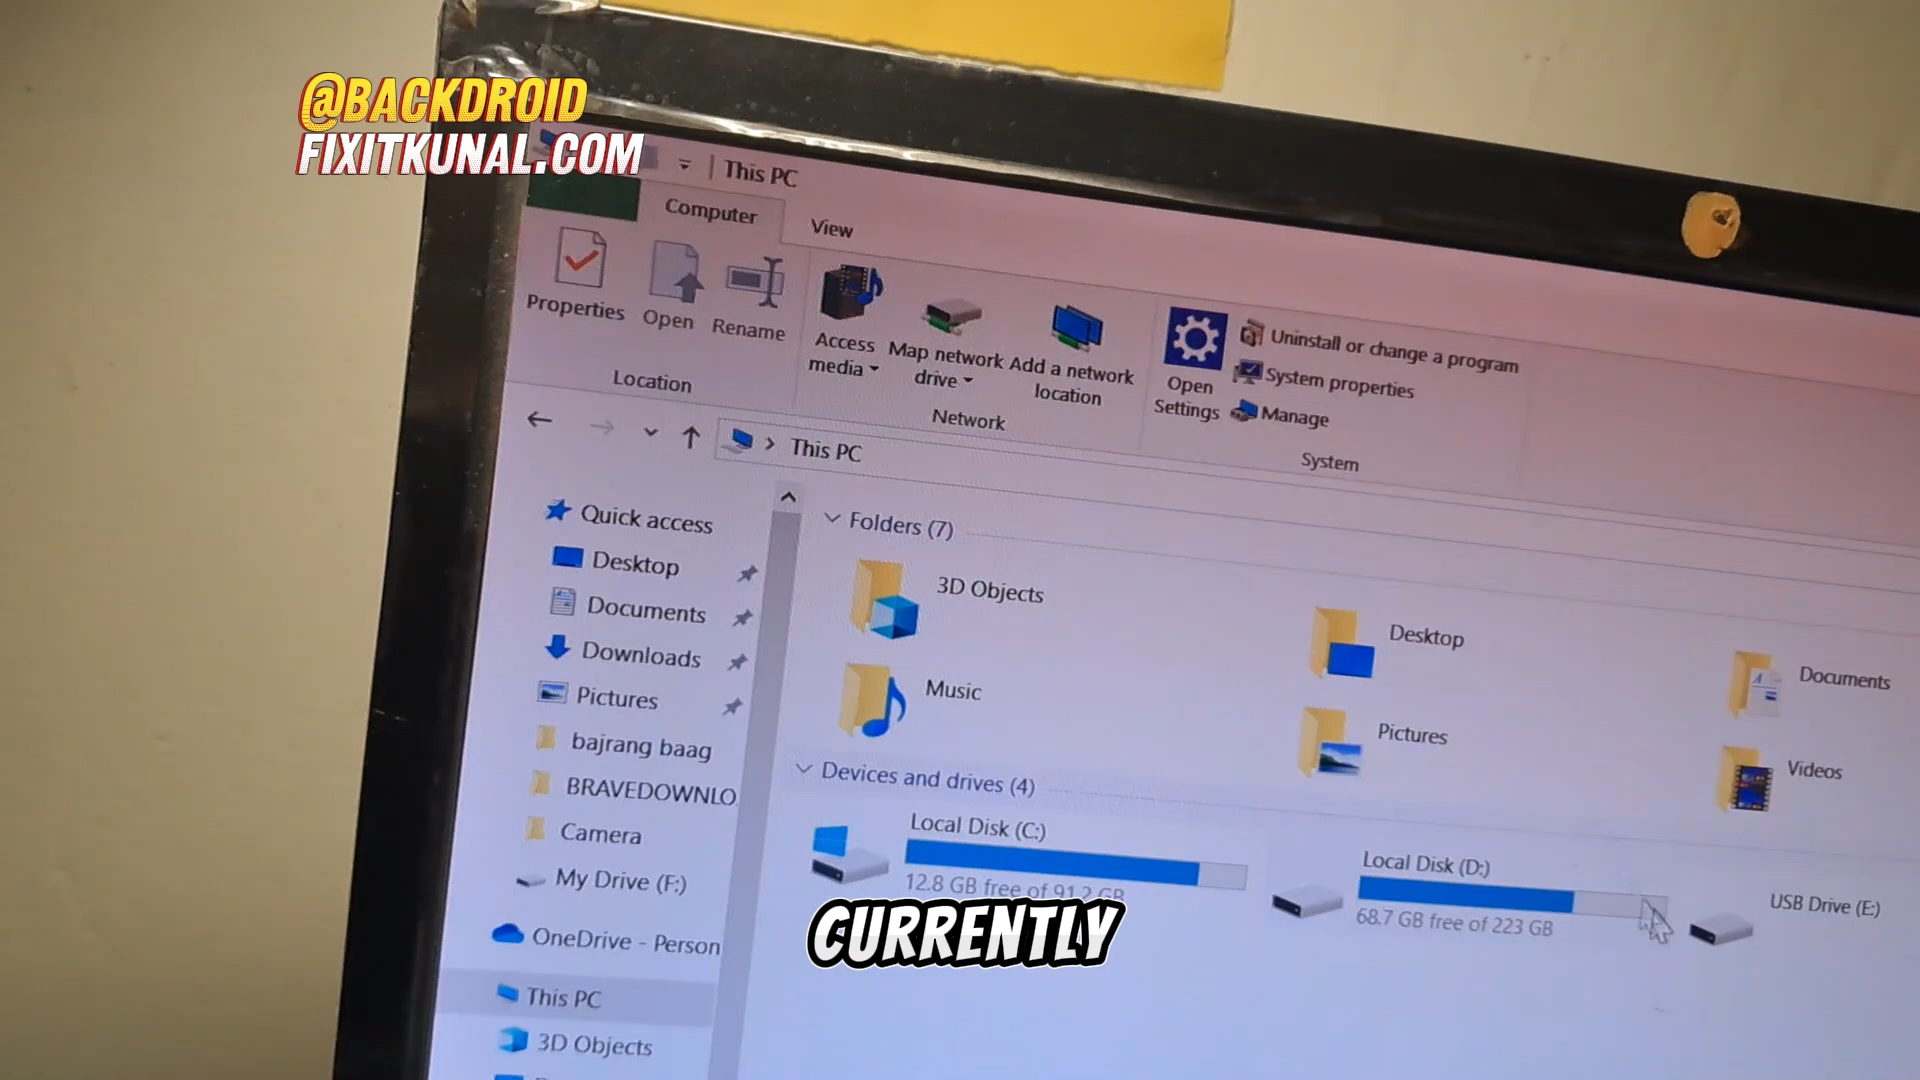 @BACKDROID
FIXITKUNAL.COM
This PC
Computer
View
Properties
Open
Rename
Access media
Map network drive
Add a network location
Open Settings
Uninstall or change a program
System properties
Manage
Location
Network
System
This PC
Quick access
Desktop
Documents
Downloads
Pictures
bajrang baag
BRAVEDOWNLO
Camera
My Drive (F:)
OneDrive - Person
This PC
3D Objects
Folders (7)
3D Objects
Desktop
Documents
Music
Pictures
Videos
Devices and drives (4)
Local Disk (C:)
12.8 GB free of 91.2 GB
Local Disk (D:)
68.7 GB free of 223 GB
USB Drive (E:)
CURRENTLY